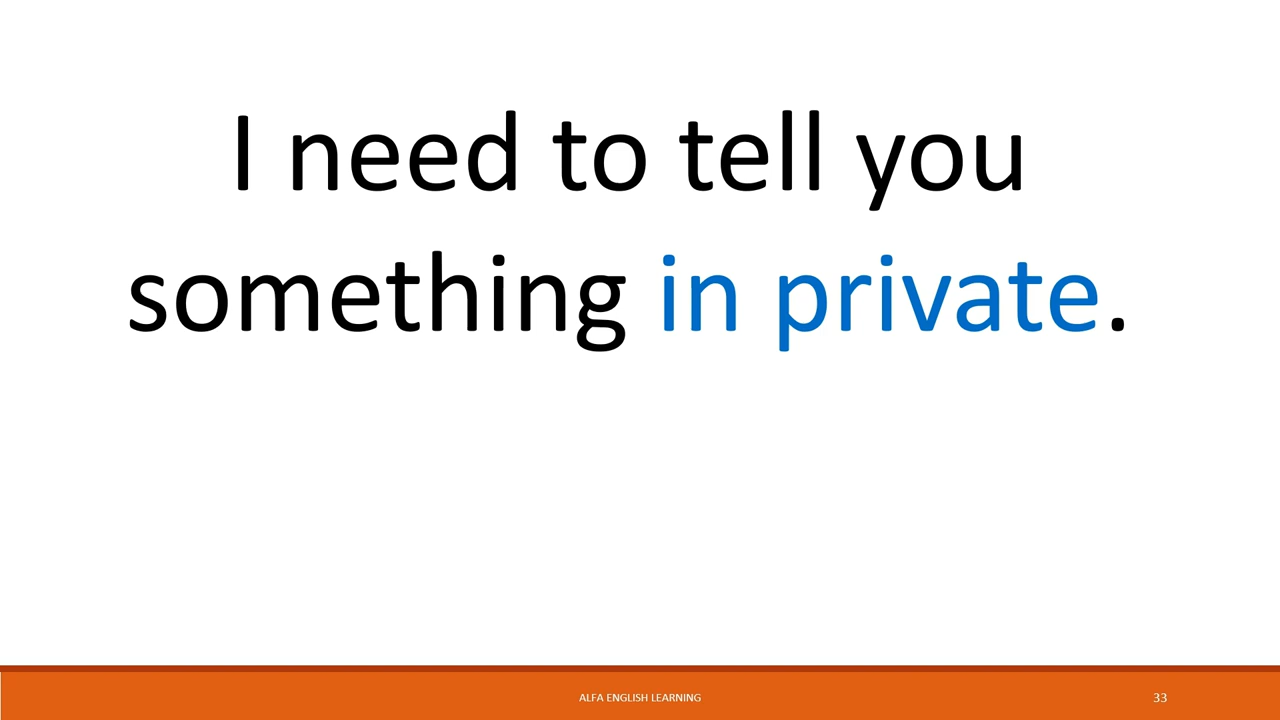 I need to tell you
something in private.
ALFA ENGLISH LEARNING
33